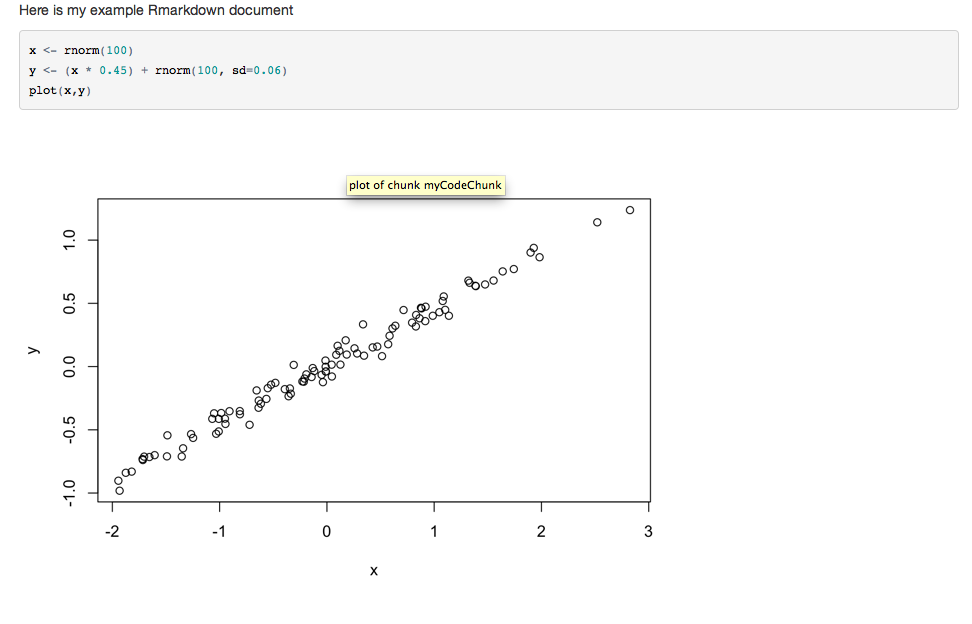 Here is my example Rmarkdown document
x <- rnorm(100)
y <- (x * 0.45) + rnorm(100, sd=0.06)
plot(x,y)
plot of chunk myCodeChunk
1.0
0.5
0.0
-0.5
-1.0
y
-2 -1 0 1 2 3
x